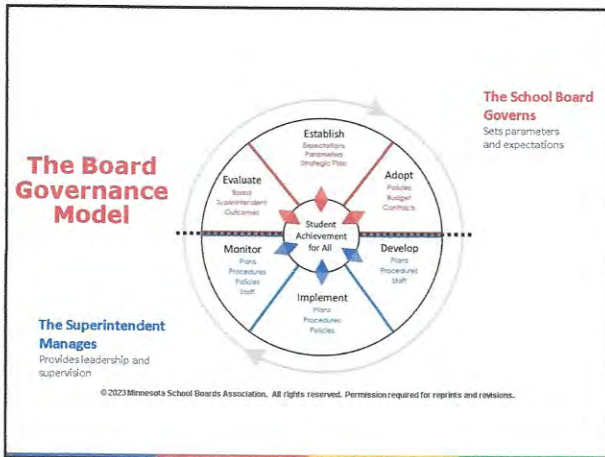 The School Board
Governs
Sets parameters
and expectations
The Board
Governance
Model
Establish
Expectations
Parameters
Strategic Plan
Evaluate
Board
Superintendent
Outcomes
Adopt
Policies
Budget
Contracts
Student
Achievement
for All
Monitor
Plans
Procedures
Policies
Staff
Develop
Plans
Procedures
Staff
Implement
Plans
Procedures
Policies
The Superintendent
Manages
Provides leadership and
supervision
© 2023 Minnesota School Boards Association. All rights reserved. Permission required for reprints and revisions.